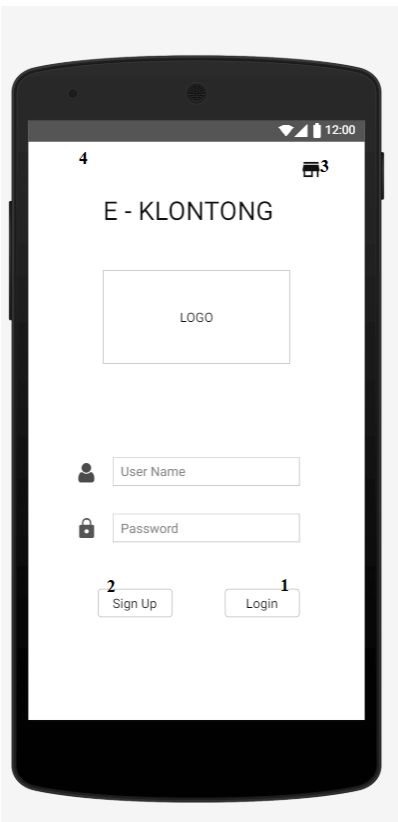 12:00
4
3
E - KLONTONG
LOGO
User Name
Password
2
1
Sign Up
Login